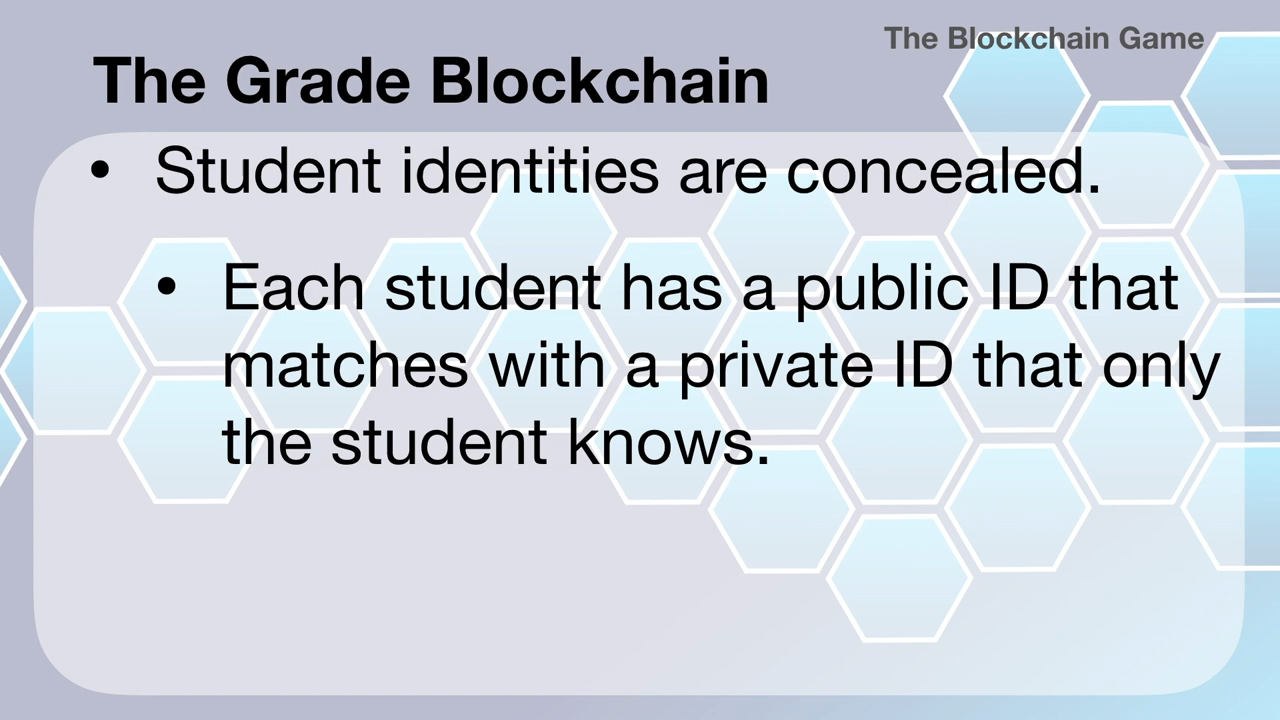 The Blockchain Game
The Grade Blockchain
• Student identities are concealed.
• Each student has a public ID that
matches with a private ID that only
the student knows.